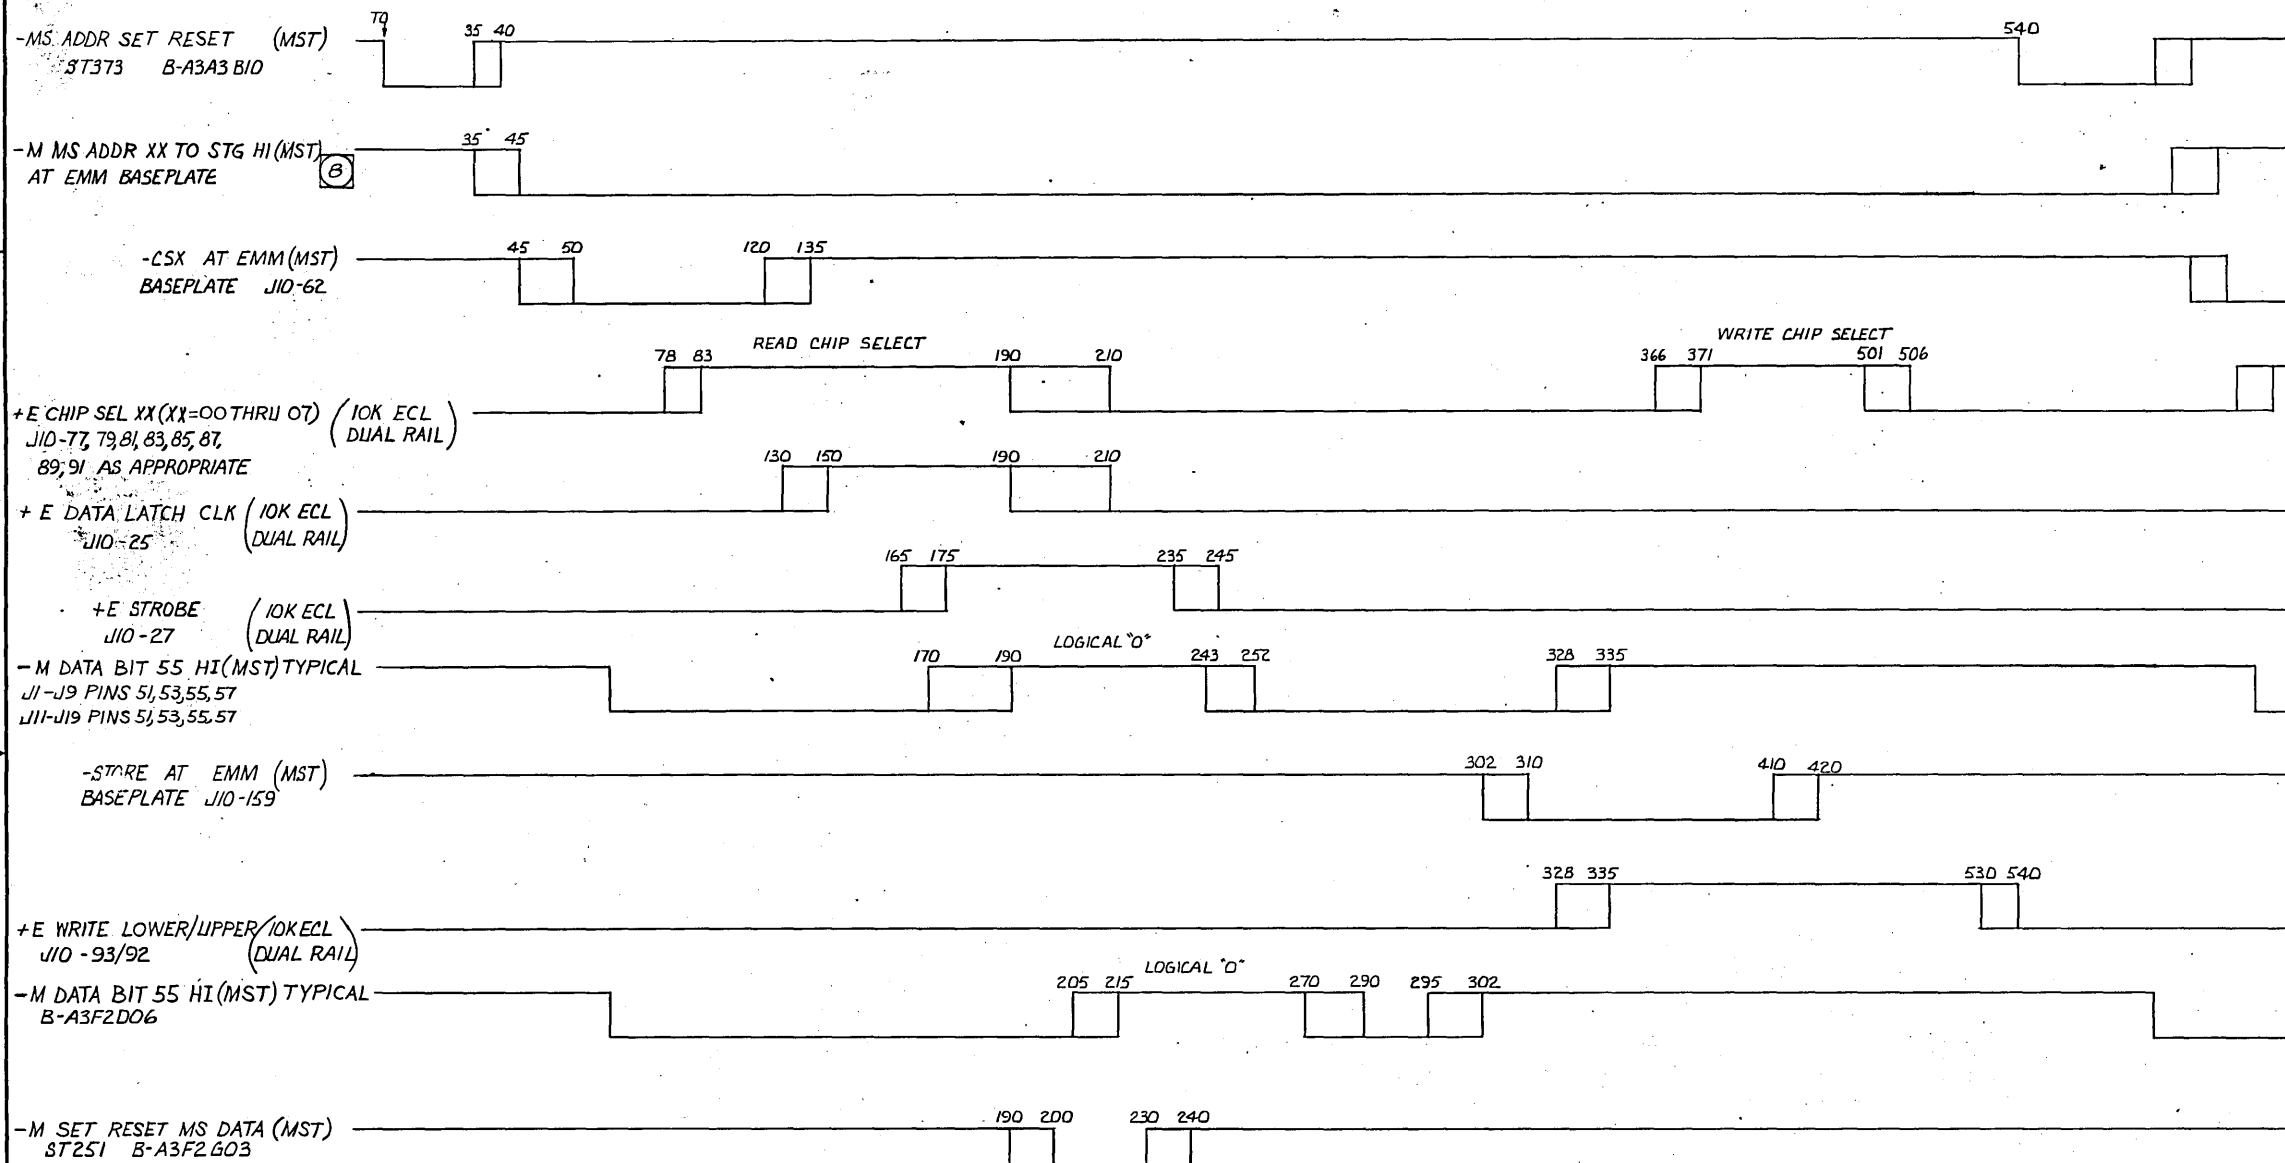 T0
-MS ADDR SET RESET (MST) 35 40 540
ST373 B-A3A3 B10
-M MS ADDR XX TO STG HI (MST) 35 45
AT EMM BASEPLATE B
-CSX AT EMM (MST) 45 50 120 135
BASEPLATE J10-62
READ CHIP SELECT WRITE CHIP SELECT
78 83 190 210 366 371 501 506
+E CHIP SEL XX (XX=00 THRU 07) (10K ECL
J10-77, 79, 81, 83, 85, 87, DUAL RAIL)
89, 91 AS APPROPRIATE
130 150 190 210
+ E DATA LATCH CLK (10K ECL
J10-25 DUAL RAIL)
165 175 235 245
+E STROBE (10K ECL
J10-27 DUAL RAIL)
LOGICAL "0"
170 190 243 252 328 335
-M DATA BIT 55 HI (MST) TYPICAL
J1-J9 PINS 51, 53, 55, 57
J11-J19 PINS 51, 53, 55, 57
-STORE AT EMM (MST) 302 310 410 420
BASEPLATE J10-159
328 335 530 540
+E WRITE LOWER/UPPER (10K ECL
J10-93/92 (DUAL RAIL)
LOGICAL "0"
205 215 270 290 295 302
-M DATA BIT 55 HI (MST) TYPICAL
B-A3F2D06
190 200 230 240
-M SET RESET MS DATA (MST)
ST251 B-A3F2G03